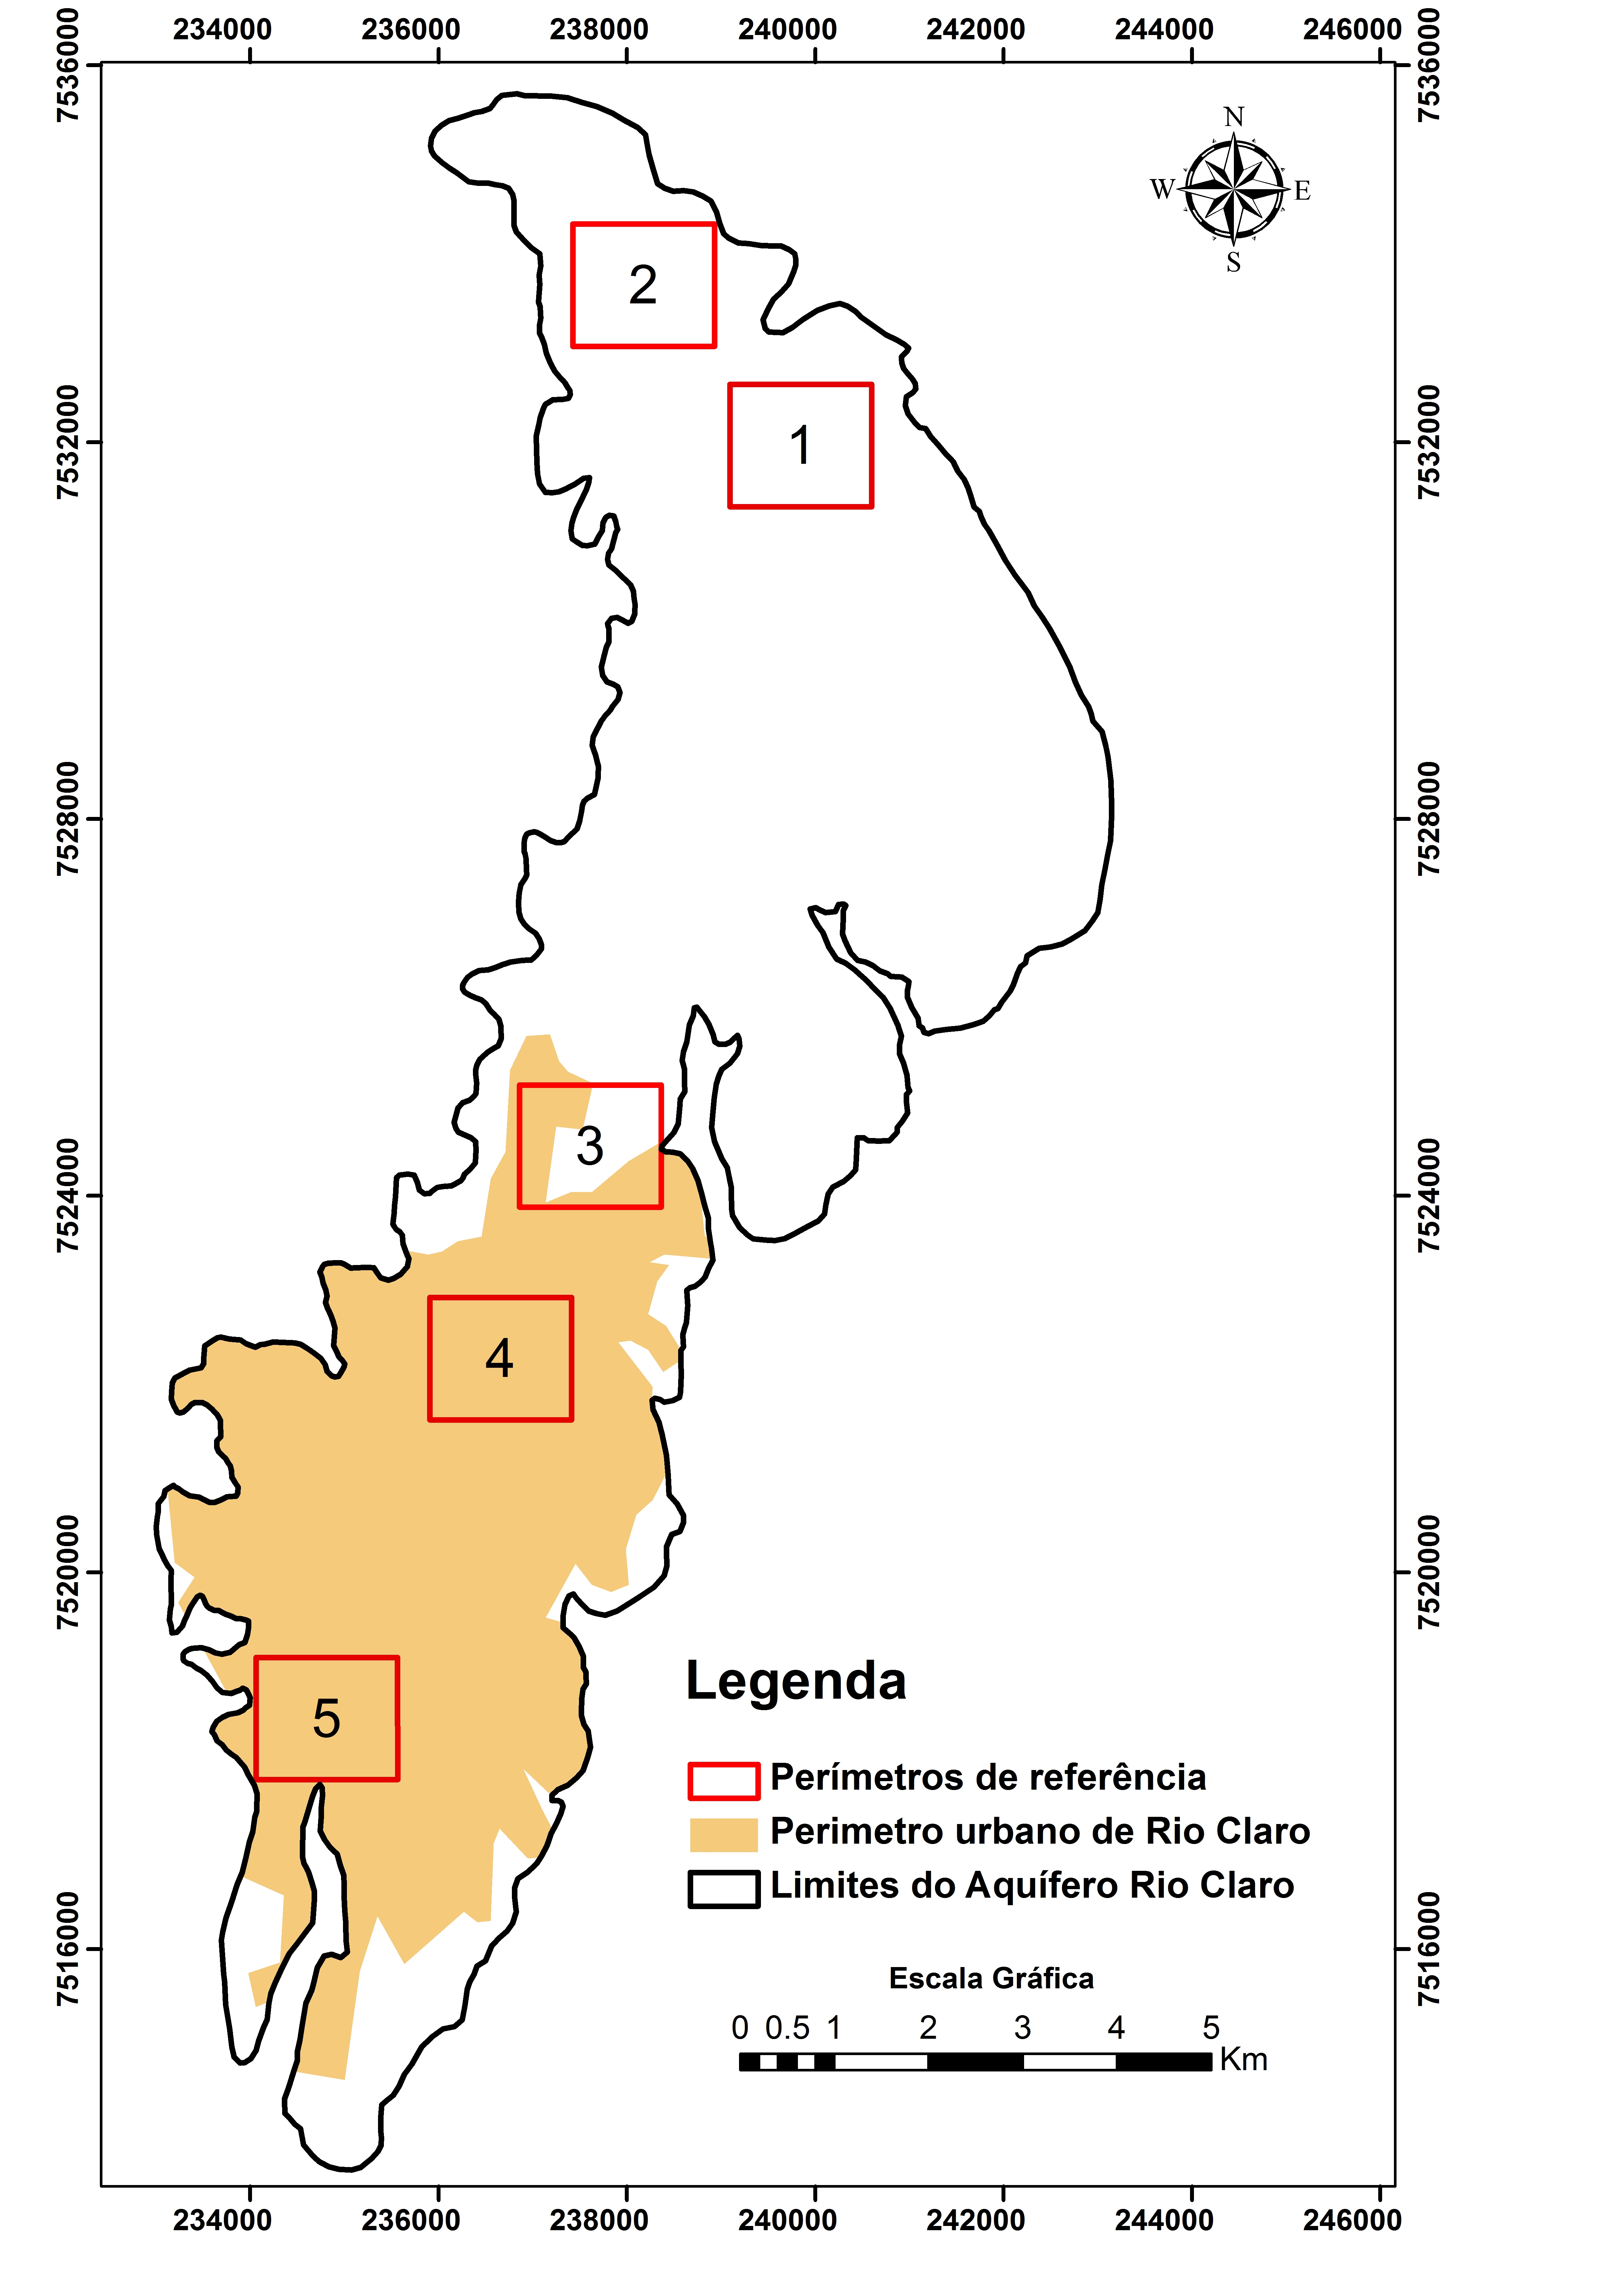 234000 236000 238000 240000 242000 244000 246000
7536000 7536000
N
W E
S
2
7532000 7532000
1
7528000 7528000
3
7524000 7524000
4
7520000 7520000
Legenda
5
Perímetros de referência
Perimetro urbano de Rio Claro
Limites do Aquífero Rio Claro
7516000 7516000
Escala Gráfica
0 0.5 1 2 3 4 5
Km
234000 236000 238000 240000 242000 244000 246000